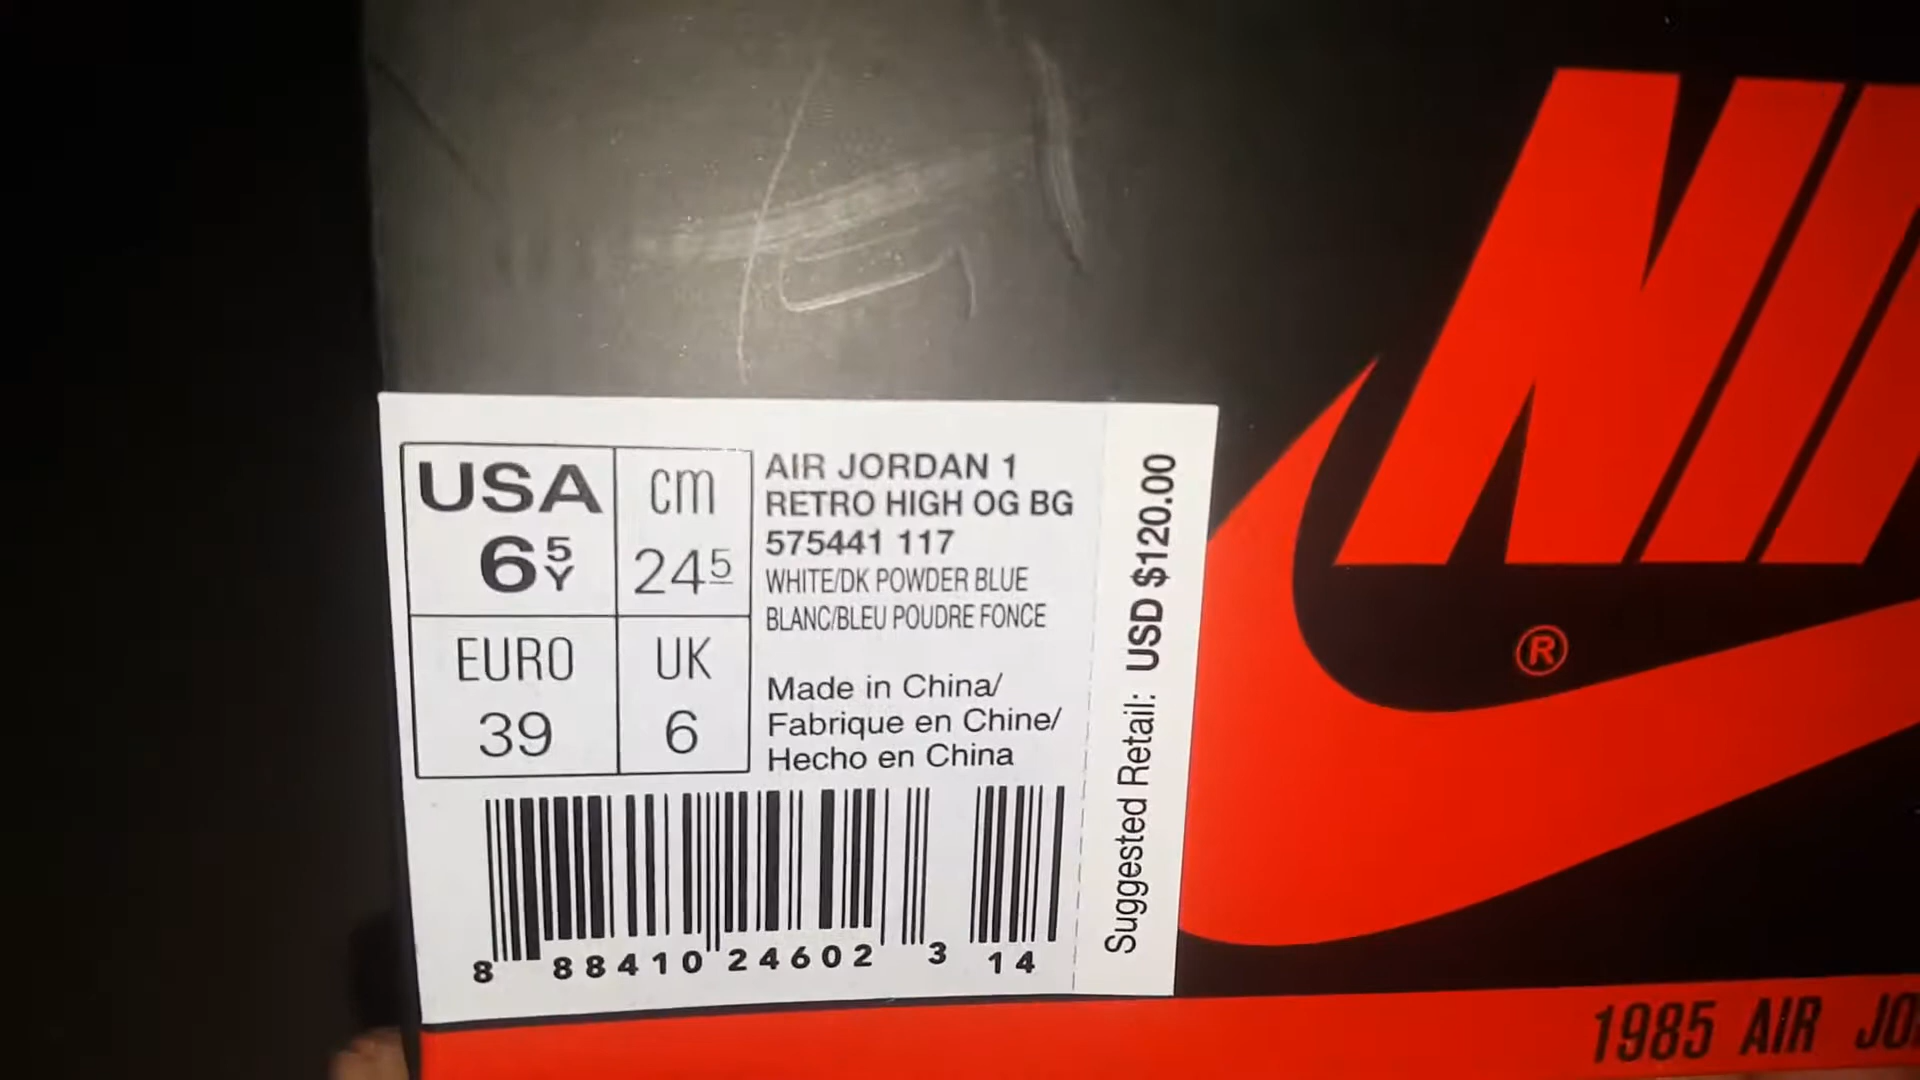 USA
6 5 Y
cm
24 5
EURO
39
UK
6
AIR JORDAN 1
RETRO HIGH OG BG
575441 117
WHITE/DK POWDER BLUE
BLANC/BLEU POUDRE FONCE
Made in China/
Fabrique en Chine/
Hecho en China
8 88410 24602 3 14
Suggested Retail: USD $120.00
NI
®
1985 AIR JO